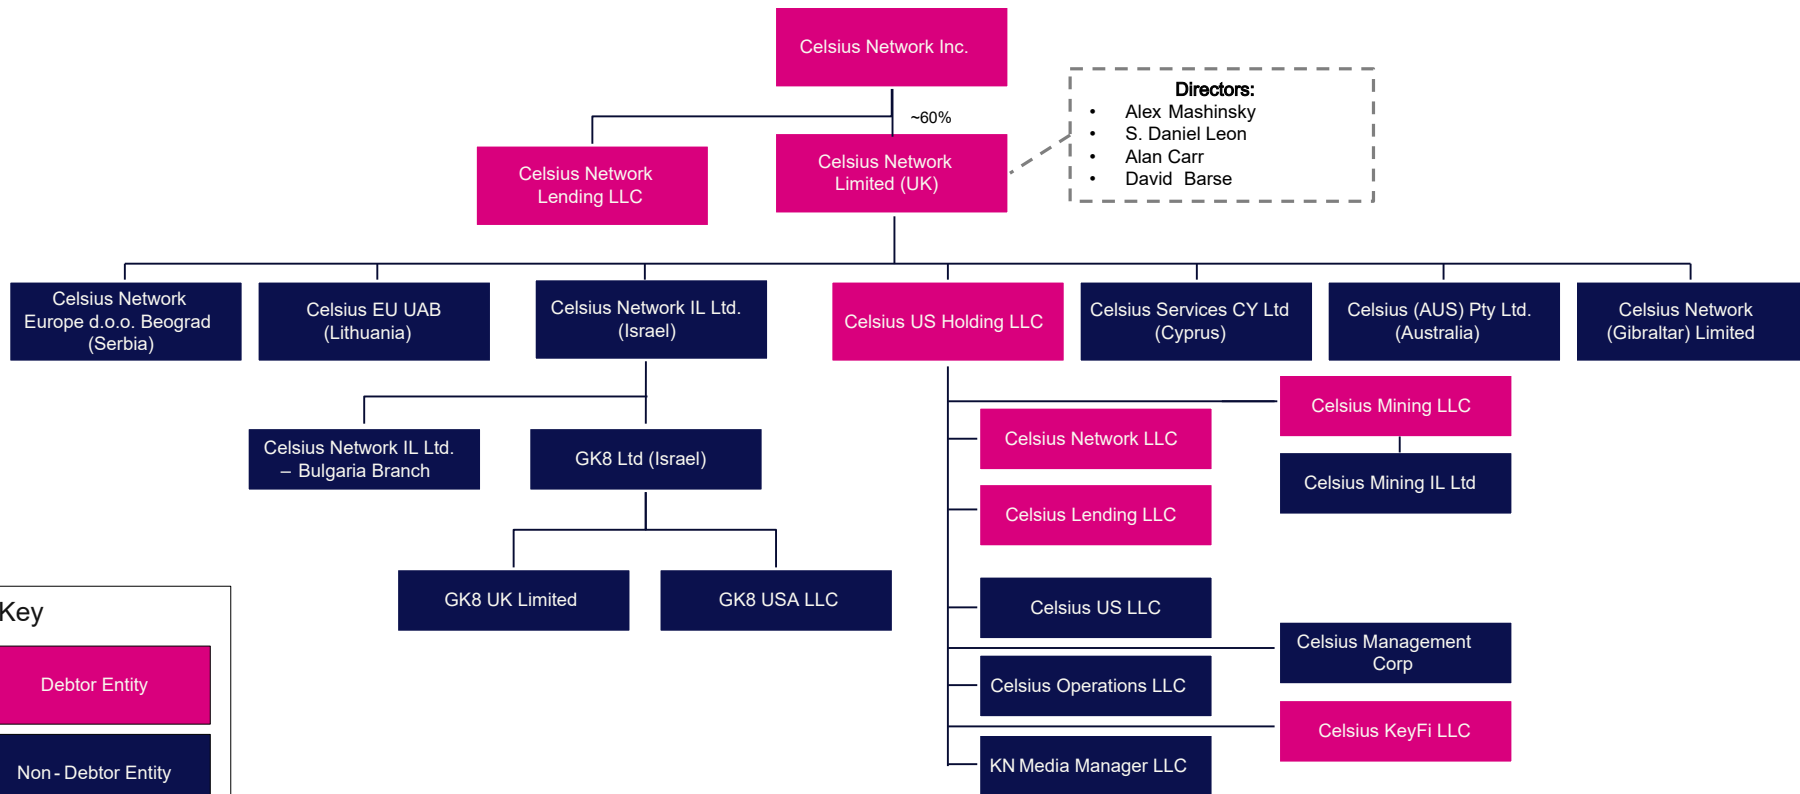 Celsius Network Inc.
~60%
Directors:
• Alex Mashinsky
• S. Daniel Leon
• Alan Carr
• David Barse
Celsius Network
Lending LLC
Celsius Network
Limited (UK)
Celsius Network
Europe d.o.o. Beograd
(Serbia)
Celsius EU UAB
(Lithuania)
Celsius Network IL Ltd.
(Israel)
Celsius US Holding LLC
Celsius Services CY Ltd
(Cyprus)
Celsius (AUS) Pty Ltd.
(Australia)
Celsius Network
(Gibraltar) Limited
Celsius Network IL Ltd.
– Bulgaria Branch
GK8 Ltd (Israel)
GK8 UK Limited
GK8 USA LLC
Celsius Mining LLC
Celsius Network LLC
Celsius Mining IL Ltd
Celsius Lending LLC
Celsius US LLC
Celsius Management
Corp
Celsius Operations LLC
Celsius KeyFi LLC
KN Media Manager LLC
Key
Debtor Entity
Non-Debtor Entity